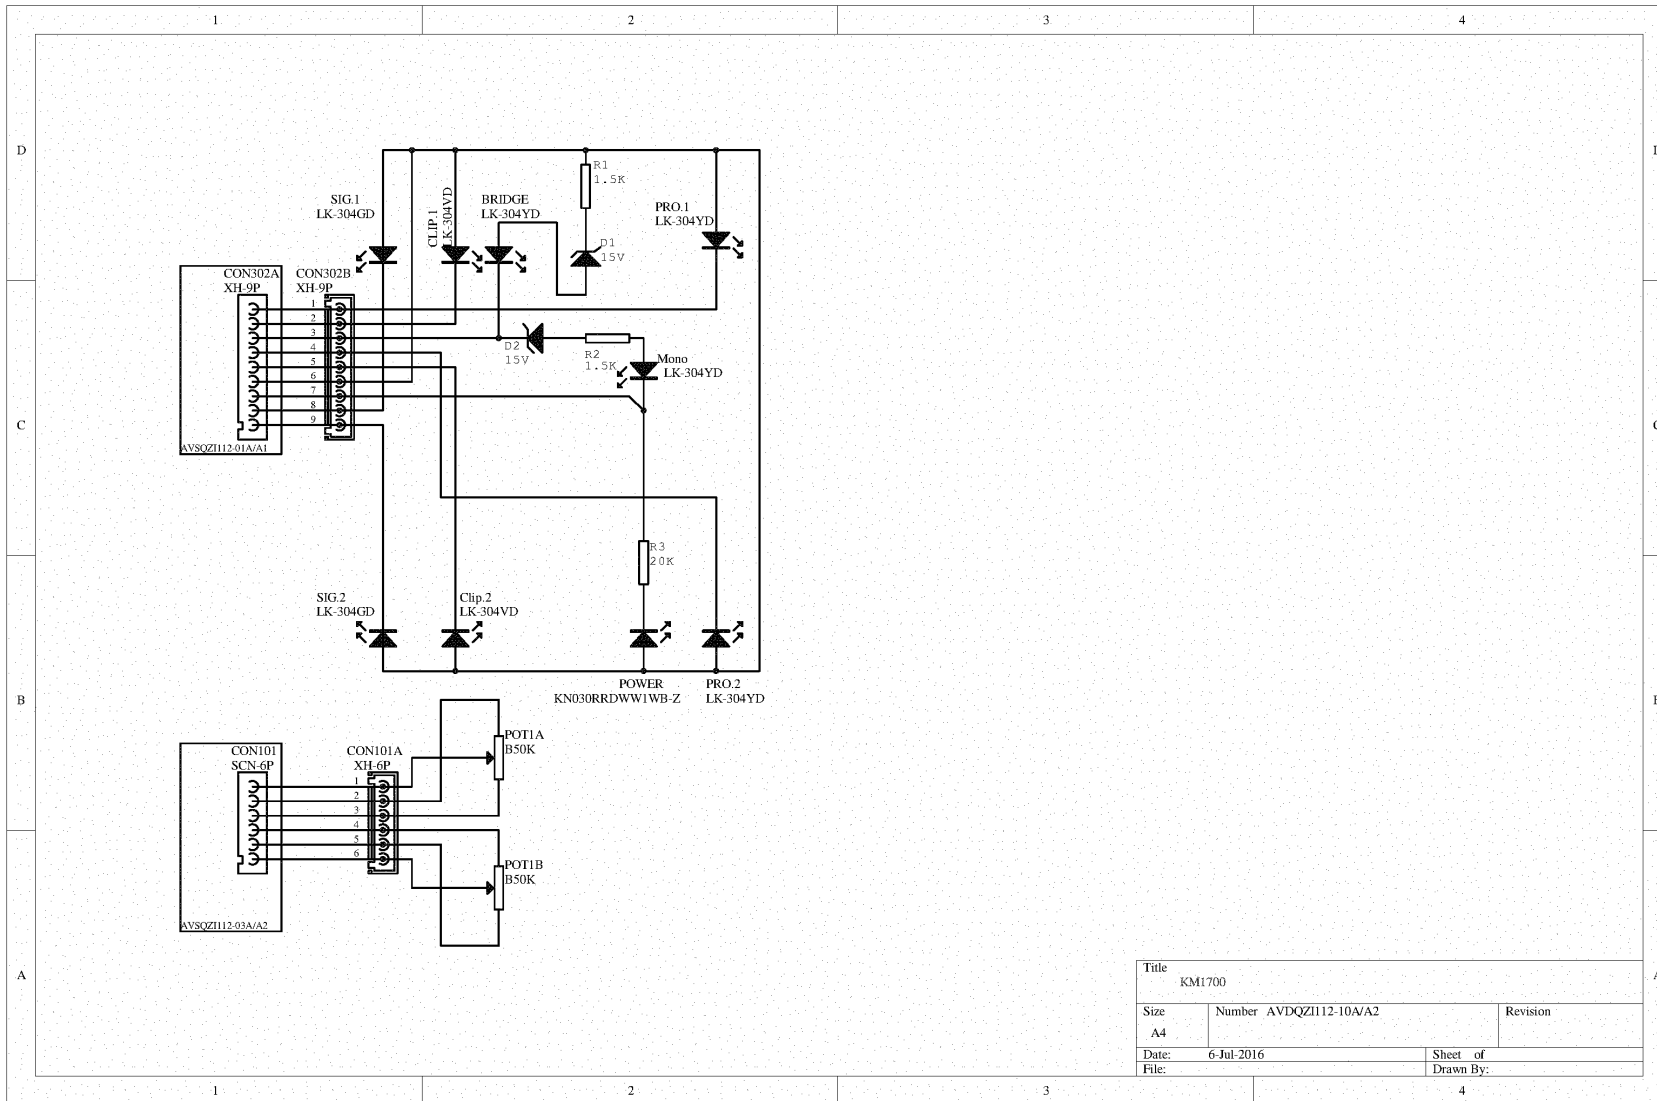 1 2 3 4
D
R1
1.5K
SIG.1
LK-304GD
CLIP.1
LK-304VD
BRIDGE
LK-304YD
PRO.1
LK-304YD
D1
15V
CON302A
XH-9P
CON302B
XH-9P
1
2
3
4
5
6
7
8
9
D2
15V
R2
1.5K
Mono
LK-304YD
C
AVSQZI112-01A/A1
R3
20K
SIG.2
LK-304GD
Clip.2
LK-304VD
POWER
KN030RRDWW1WB-Z
PRO.2
LK-304YD
B
POT1A
B50K
CON101
SCN-6P
CON101A
XH-6P
1
2
3
4
5
6
POT1B
B50K
AVSQZI112-03A/A2
A
Title
KM1700
Size
A4
Number AVDQZI112-10A/A2
Revision
Date: 6-Jul-2016
Sheet of
File:
Drawn By:
1 2 3 4